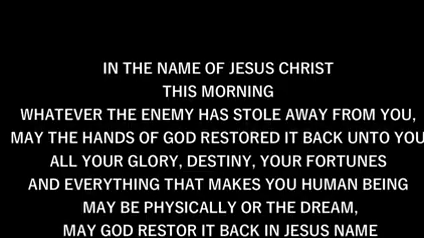 IN THE NAME OF JESUS CHRIST
THIS MORNING
WHATEVER THE ENEMY HAS STOLE AWAY FROM YOU,
MAY THE HANDS OF GOD RESTORED IT BACK UNTO YOU
ALL YOUR GLORY, DESTINY, YOUR FORTUNES
AND EVERYTHING THAT MAKES YOU HUMAN BEING
MAY BE PHYSICALLY OR THE DREAM,
MAY GOD RESTOR IT BACK IN JESUS NAME